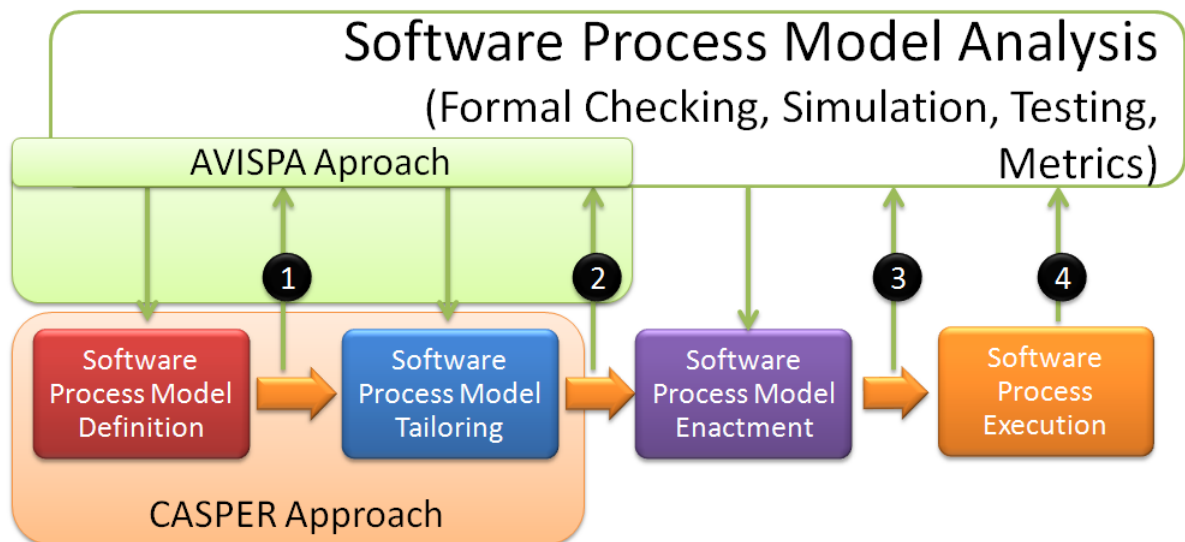 Software Process Model Analysis
(Formal Checking, Simulation, Testing,
Metrics)
AVISPA Aproach
1
2
3
4
Software
Process Model
Definition
Software
Process Model
Tailoring
Software
Process Model
Enactment
Software
Process
Execution
CASPER Approach